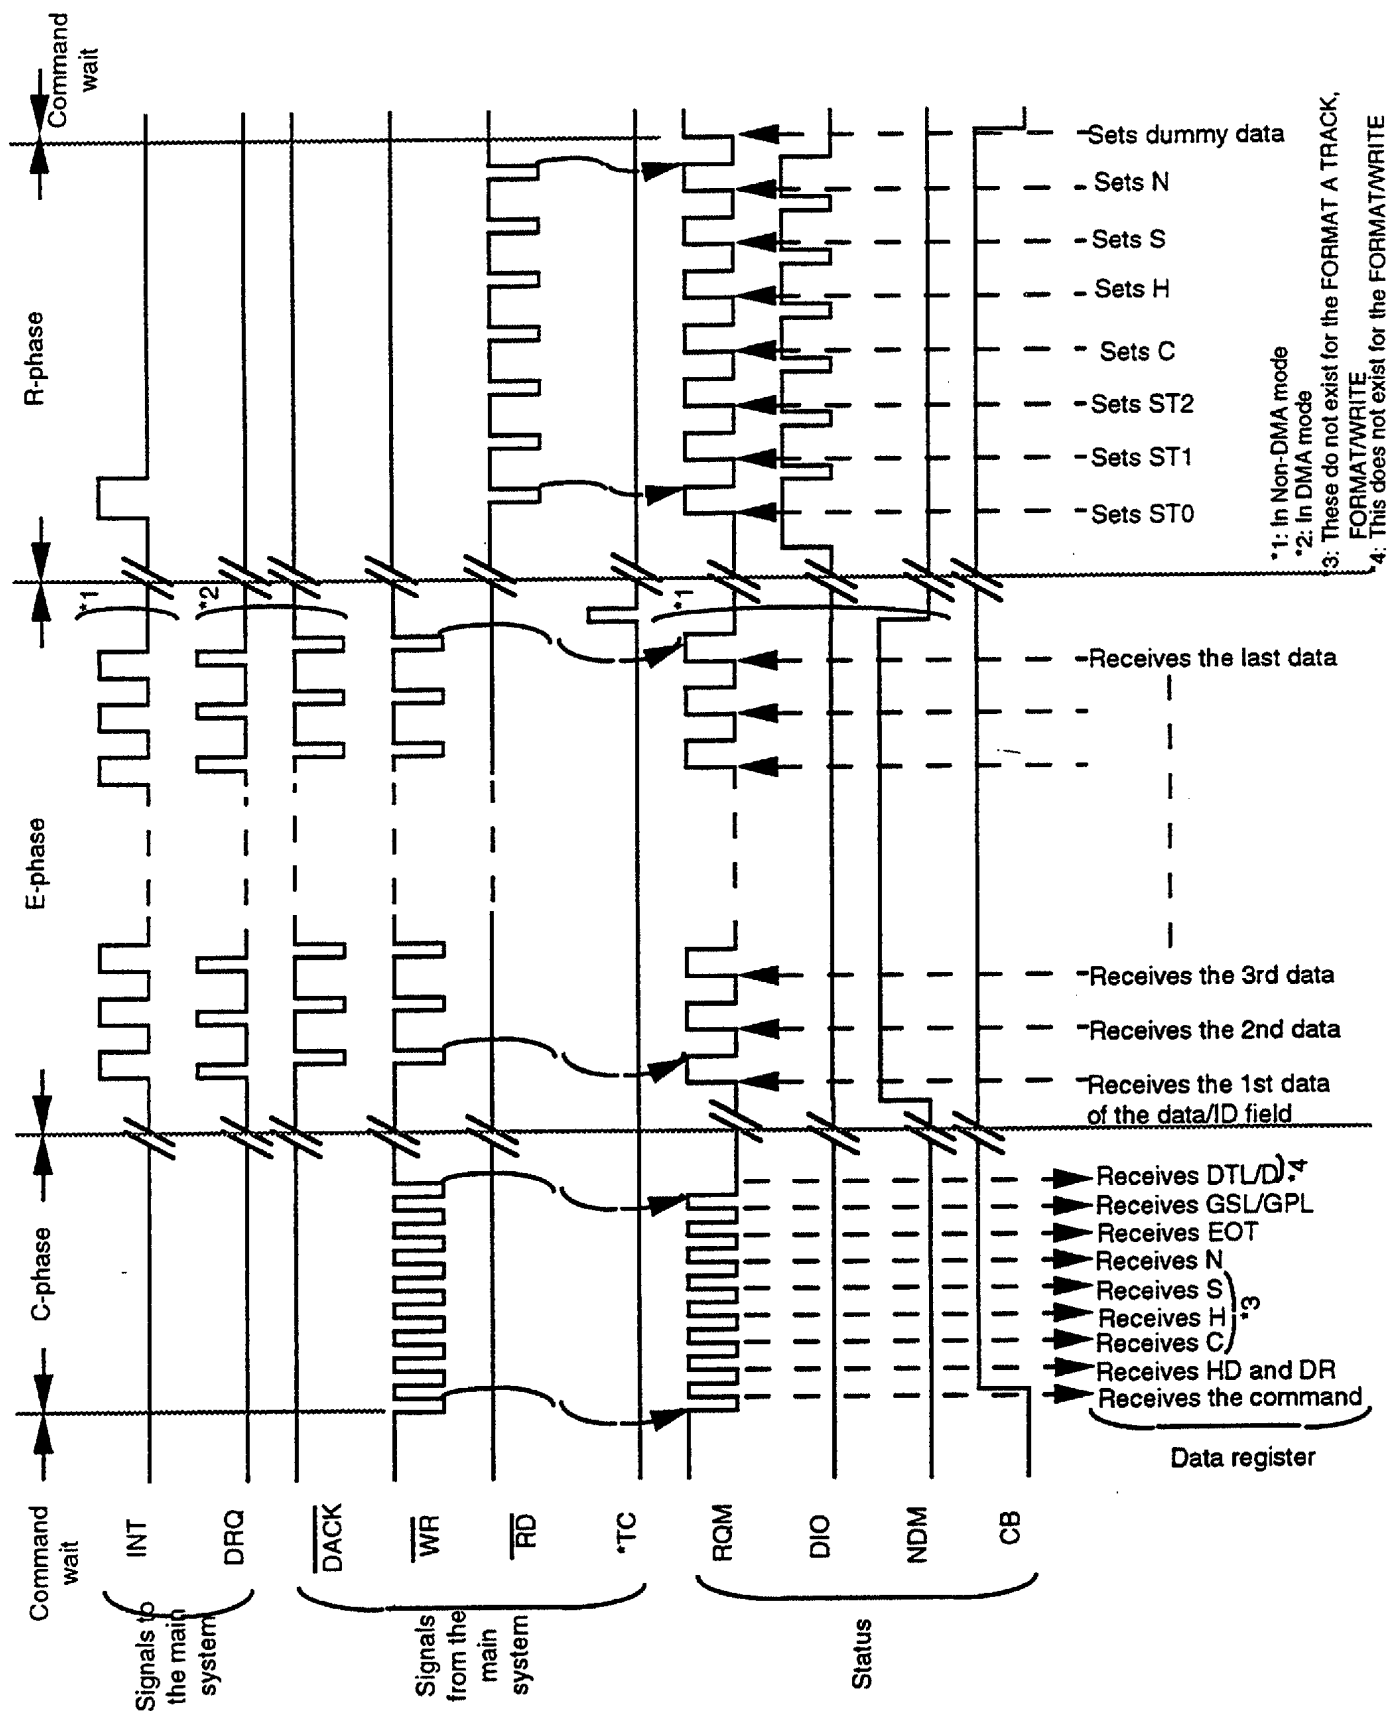 Command
wait
C-phase
E-phase
R-phase
Command
wait
Signals to
the main
system
INT
*1
DRQ
*2
Signals
from the
main
system
DACK
WR
RD
*TC
Status
RQM
*1
DIO
NDM
CB
Data register
Receives the command
Receives HD and DR
Receives C
Receives H
Receives S
*3
Receives N
Receives EOT
Receives GSL/GPL
Receives DTL/D
*4
Receives the 1st data
of the data/ID field
Receives the 2nd data
Receives the 3rd data
Receives the last data
Sets ST0
Sets ST1
Sets ST2
Sets C
Sets H
Sets S
Sets N
Sets dummy data
*1: In Non-DMA mode
*2: In DMA mode
*3: These do not exist for the FORMAT A TRACK,
FORMAT/WRITE
*4: This does not exist for the FORMAT/WRITE